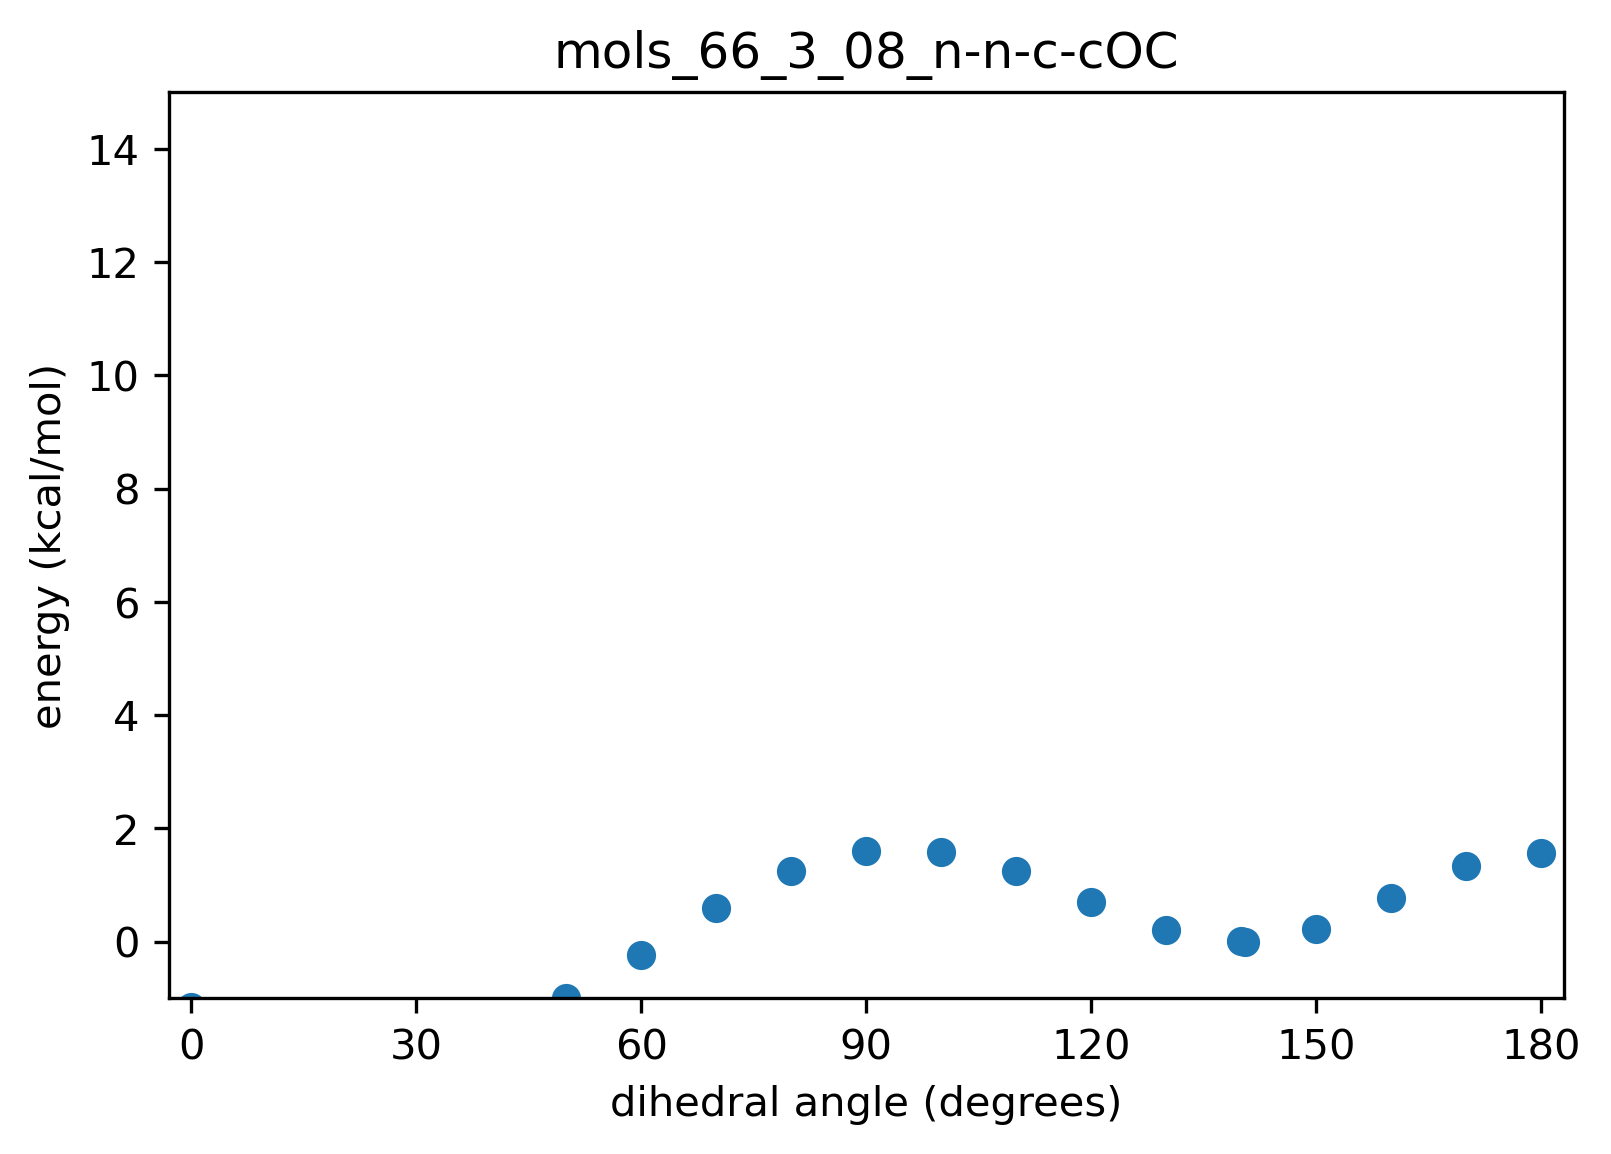 mols_66_3_08_n-n-c-cOC
14
12
10
8
6
4
2
0
energy (kcal/mol)
0 30 60 90 120 150 180
dihedral angle (degrees)